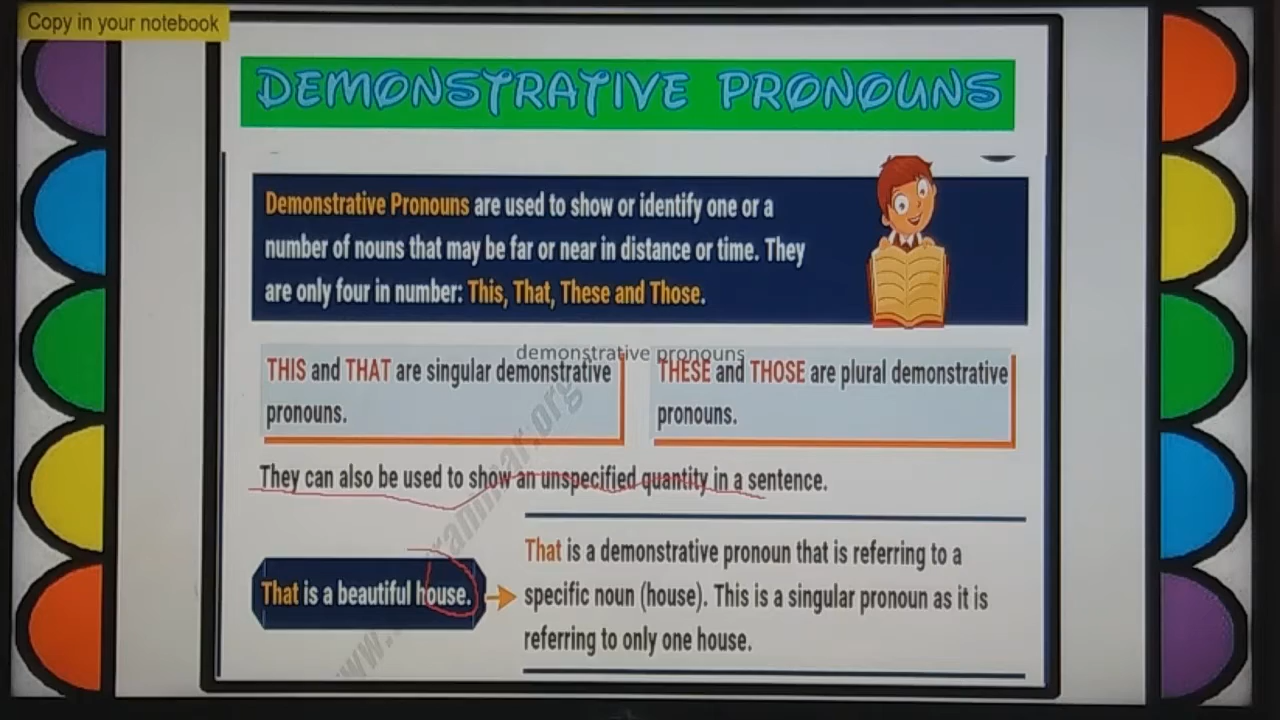 Copy in your notebook
DEMONSTRATIVE PRONOUNS
Demonstrative Pronouns are used to show or identify one or a
number of nouns that may be far or near in distance or time. They
are only four in number: This, That, These and Those.
demonstrative pronouns
THIS and THAT are singular demonstrative
pronouns.
THESE and THOSE are plural demonstrative
pronouns.
They can also be used to show an unspecified quantity in a sentence.
That is a beautiful house.
That is a demonstrative pronoun that is referring to a
specific noun (house). This is a singular pronoun as it is
referring to only one house.